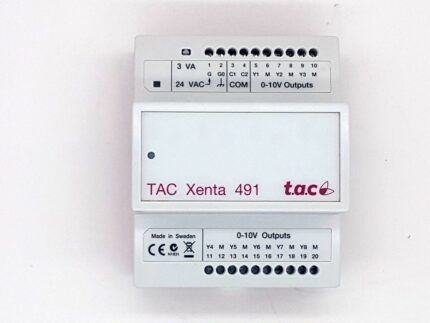 3 VA 1 2 3 4 5 6 7 8 9 10
G G0 C1 C2 Y1 M Y2 M Y3 M
24 VAC COM 0-10V Outputs
TAC Xenta 491 t.a.c
Made in Sweden 0-10V Outputs
CE Y4 M Y5 M Y6 M Y7 M Y8 M
N1831 11 12 13 14 15 16 17 18 19 20